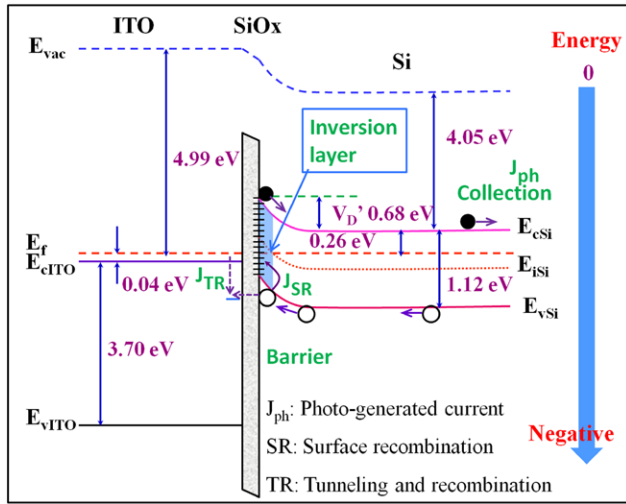 ITO SiOx Si
Energy
0
Negative
Evac
4.99 eV
Inversion
layer
4.05 eV
Jph
Collection
VD' 0.68 eV
0.26 eV
EcSi
EiSi
1.12 eV
EvSi
Ef
EcITO
0.04 eV
JTR
JSR
3.70 eV
Barrier
EvITO
Jph: Photo-generated current
SR: Surface recombination
TR: Tunneling and recombination